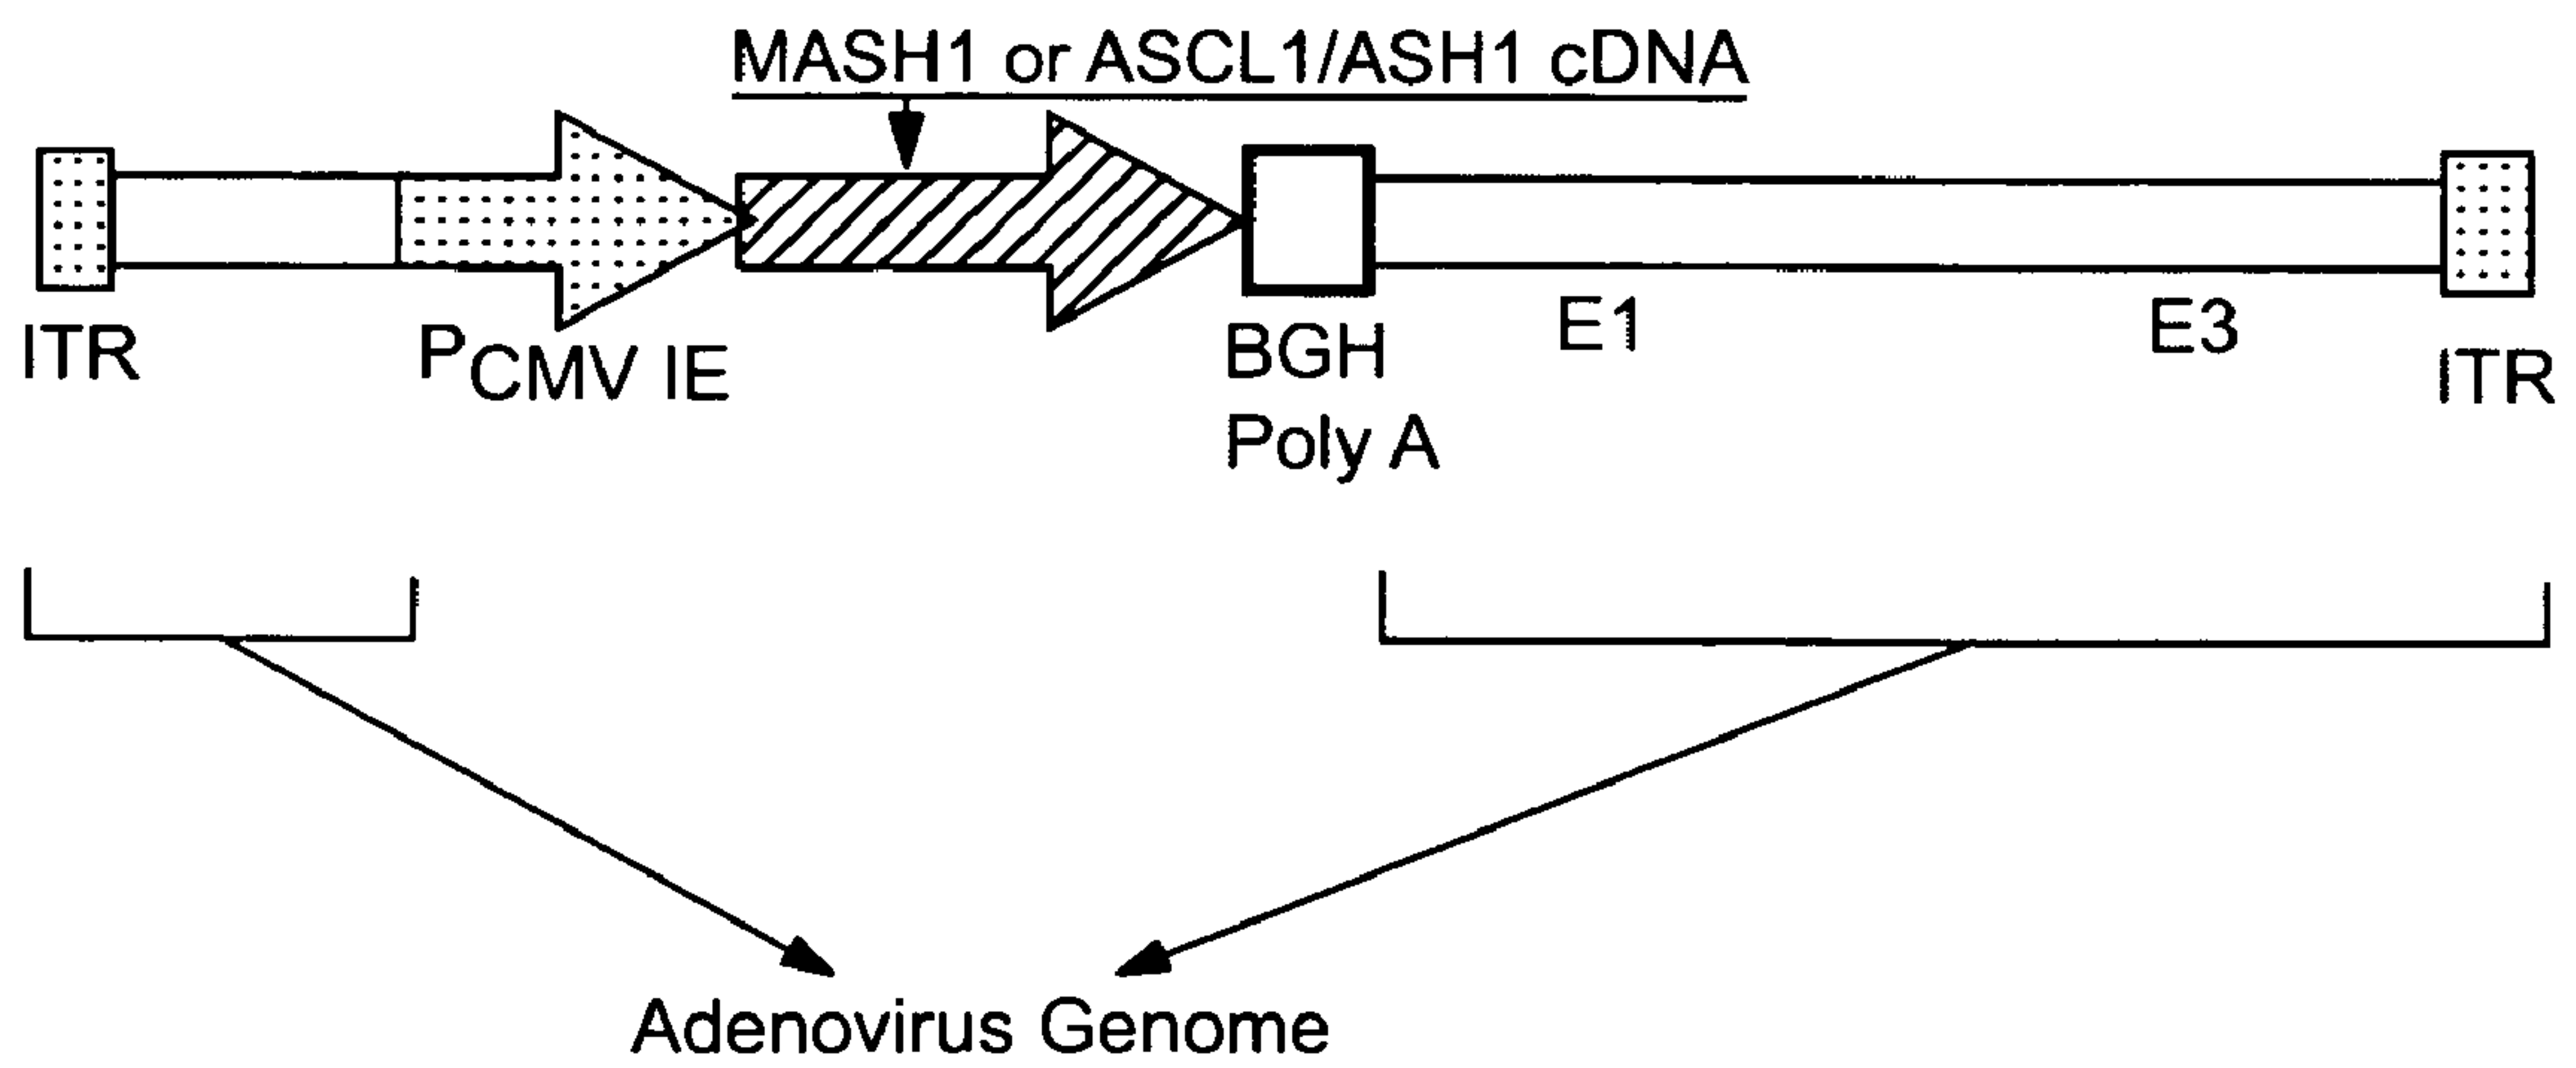 MASH1 or ASCL1/ASH1 cDNA
ITR
PCMV IE
BGH
Poly A
E1
E3
ITR
Adenovirus Genome